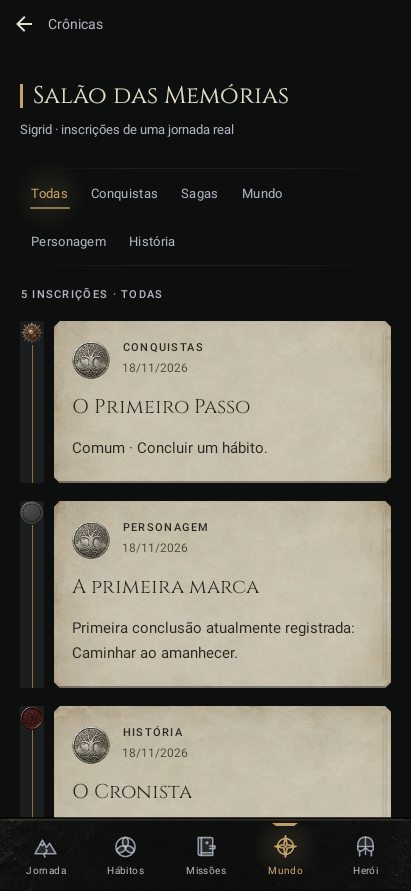 Crônicas
Salão das Memórias
Sigrid · inscrições de uma jornada real
Todas Conquistas Sagas Mundo
Personagem História
5 INSCRIÇÕES · TODAS
CONQUISTAS
18/11/2026
O Primeiro Passo
Comum · Concluir um hábito.
PERSONAGEM
18/11/2026
A primeira marca
Primeira conclusão atualmente registrada:
Caminhar ao amanhecer.
HISTÓRIA
18/11/2026
O Cronista
Jornada Hábitos Missões Mundo Herói